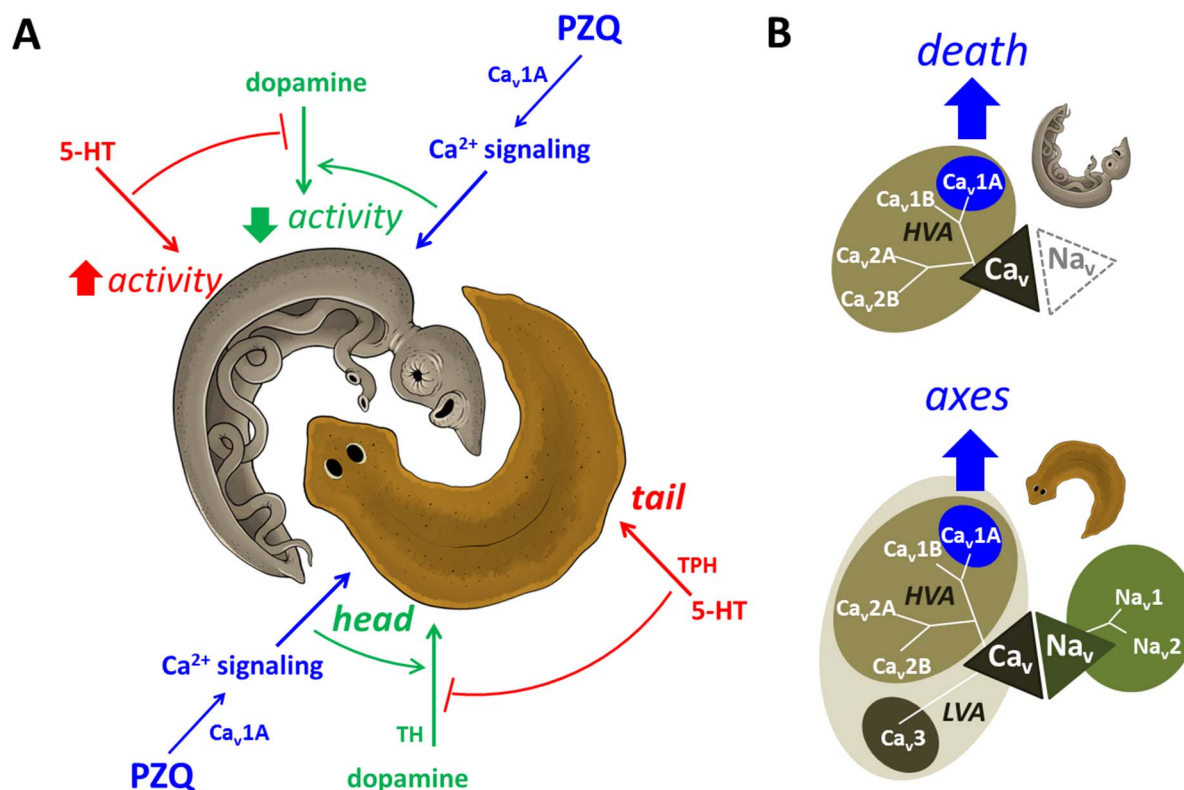 A
PZQ
Caᵥ1A
dopamine
Ca²⁺ signaling
5-HT
activity
activity
tail
TPH
5-HT
head
Ca²⁺ signaling
Caᵥ1A
TH
PZQ
dopamine
B
death
Caᵥ1A
Caᵥ1B
HVA
Caᵥ2A
Caᵥ2B
Caᵥ
Naᵥ
axes
Caᵥ1A
Caᵥ1B
HVA
Caᵥ2A
Caᵥ2B
Caᵥ
Naᵥ
Naᵥ1
Naᵥ2
LVA
Caᵥ3